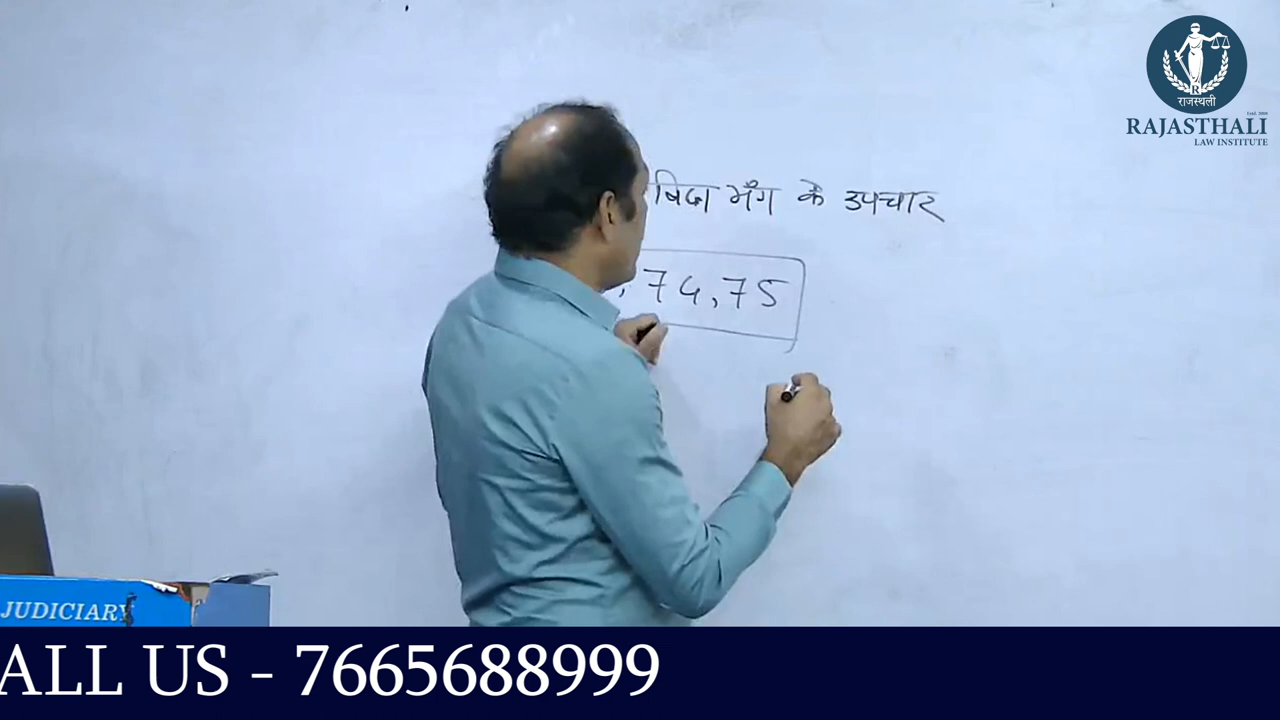 राजस्थली
RAJASTHALI
LAW INSTITUTE
भंग के उपचार
, 74, 75
JUDICIARY
ALL US - 7665688999